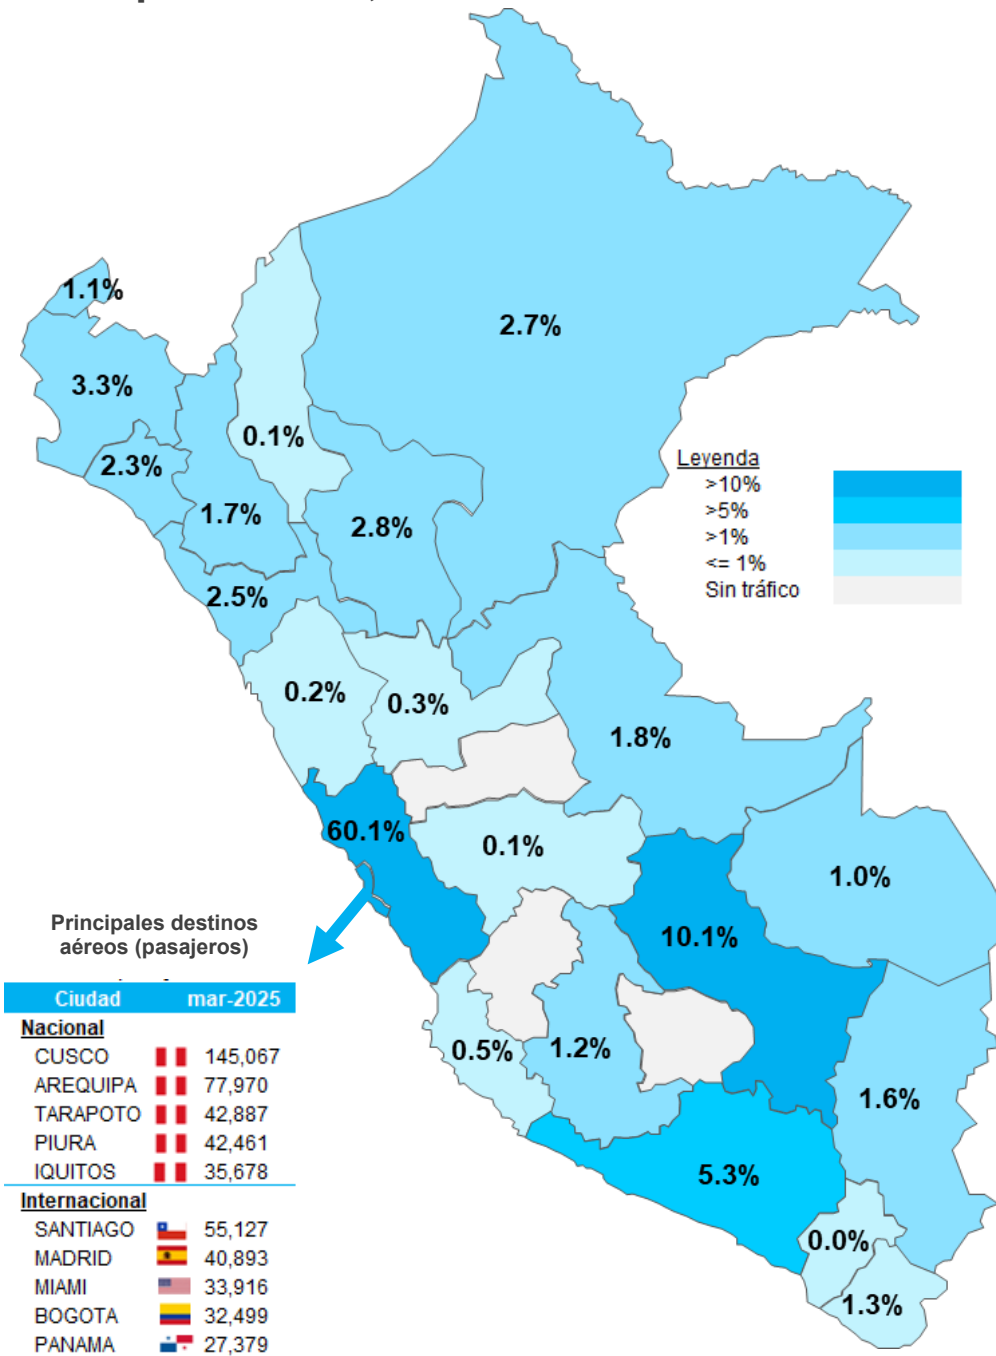 1.1%
2.7%
3.3%
0.1%
2.3%
Leyenda
>10%
>5%
>1%
<= 1%
Sin tráfico
1.7%
2.8%
2.5%
0.2%
0.3%
1.8%
60.1%
0.1%
1.0%
10.1%
0.5%
1.2%
1.6%
5.3%
0.0%
1.3%
Principales destinos
aéreos (pasajeros)
Ciudad mar-2025
Nacional
CUSCO 145,067
AREQUIPA 77,970
TARAPOTO 42,887
PIURA 42,461
IQUITOS 35,678
Internacional
SANTIAGO 55,127
MADRID 40,893
MIAMI 33,916
BOGOTA 32,499
PANAMA 27,379